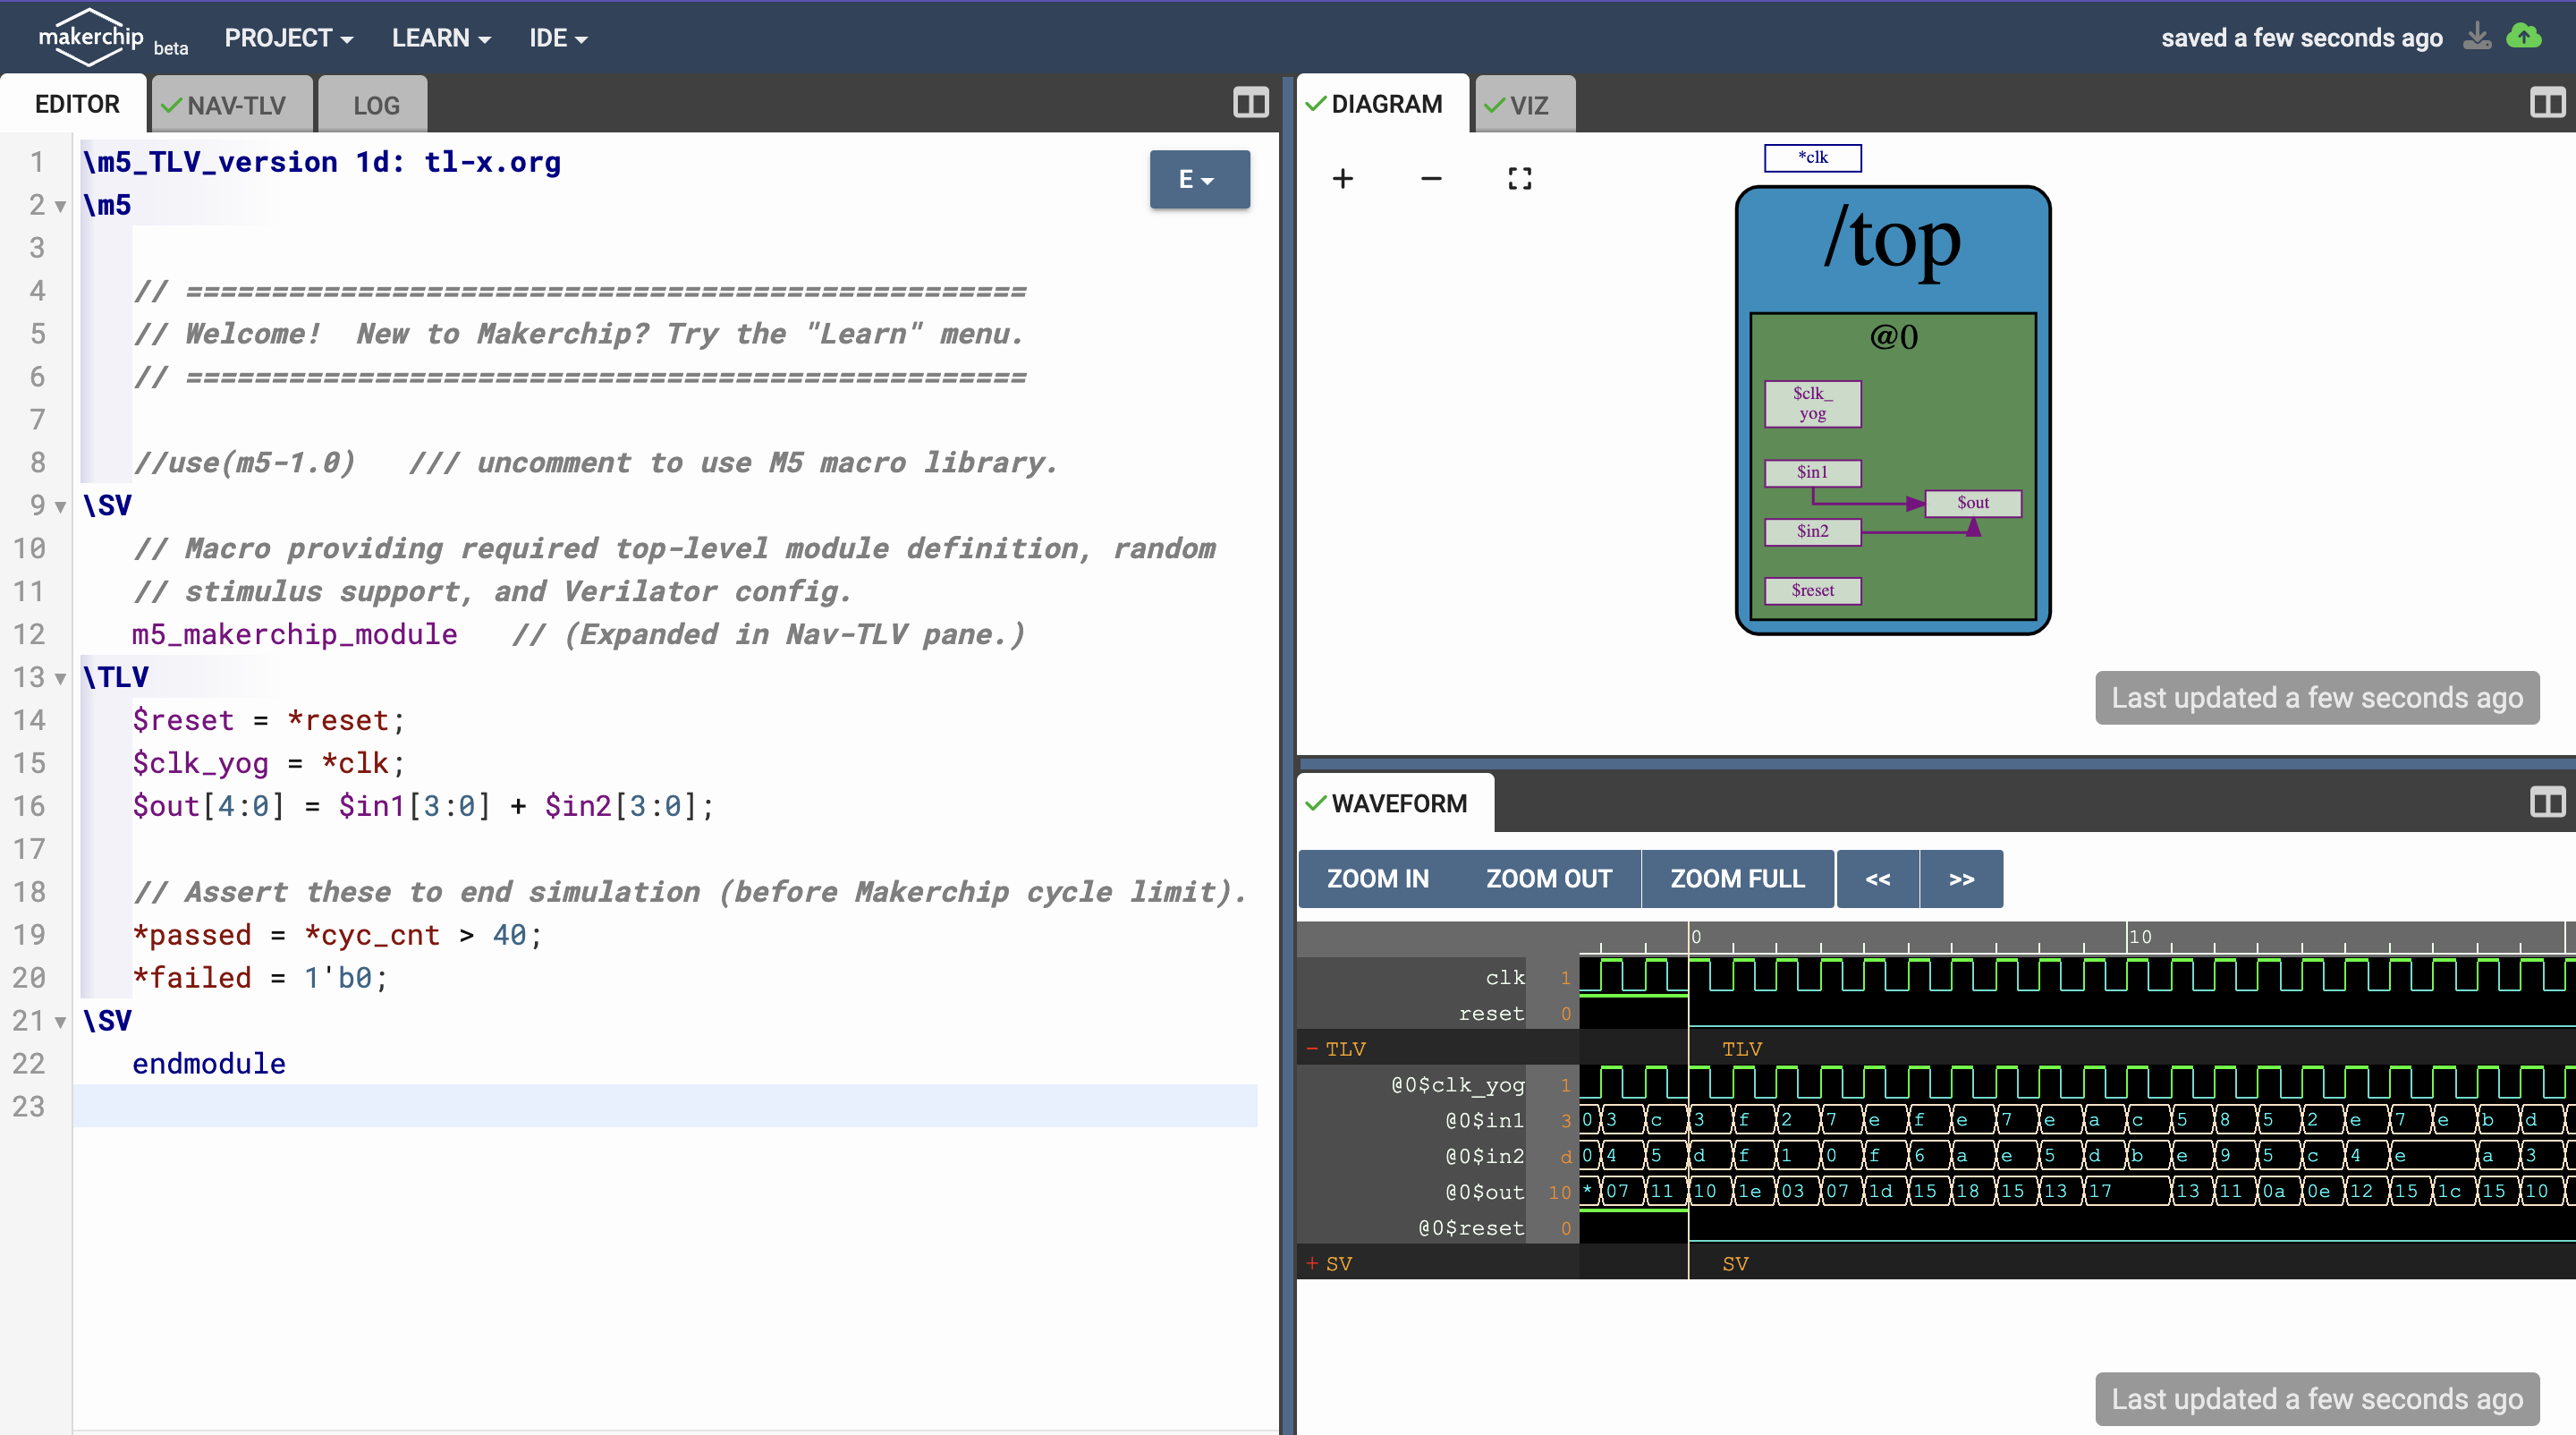 makerchip beta PROJECT LEARN IDE saved a few seconds ago
EDITOR NAV-TLV LOG
1 \m5_TLV_version 1d: tl-x.org
E
2 \m5
3
4 // =================================================
5 // Welcome!  New to Makerchip? Try the "Learn" menu.
6 // =================================================
7
8 //use(m5-1.0)   /// uncomment to use M5 macro library.
9 \SV
10 // Macro providing required top-level module definition, random
11 // stimulus support, and Verilator config.
12 m5_makerchip_module   // (Expanded in Nav-TLV pane.)
13 \TLV
14 $reset = *reset;
15 $clk_yog = *clk;
16 $out[4:0] = $in1[3:0] + $in2[3:0];
17
18 // Assert these to end simulation (before Makerchip cycle limit).
19 *passed = *cyc_cnt > 40;
20 *failed = 1'b0;
21 \SV
22 endmodule
23
DIAGRAM VIZ
+ −
*clk
/top
@0
$clk_
yog
$in1
$out
$in2
$reset
Last updated a few seconds ago
WAVEFORM
ZOOM IN ZOOM OUT ZOOM FULL << >>
0 10
clk 1
reset 0
− TLV TLV
@0$clk_yog 1
@0$in1 3 0 3 c 3 f 2 7 e f e 7 e a c 5 8 5 2 e 7 e b d
@0$in2 d 0 4 5 d f 1 0 f 6 a e 5 d b e 9 5 c 4 e a 3
@0$out 10 * 07 11 10 1e 03 07 1d 15 18 15 13 17 13 11 0a 0e 12 15 1c 15 10
@0$reset 0
+ SV SV
Last updated a few seconds ago